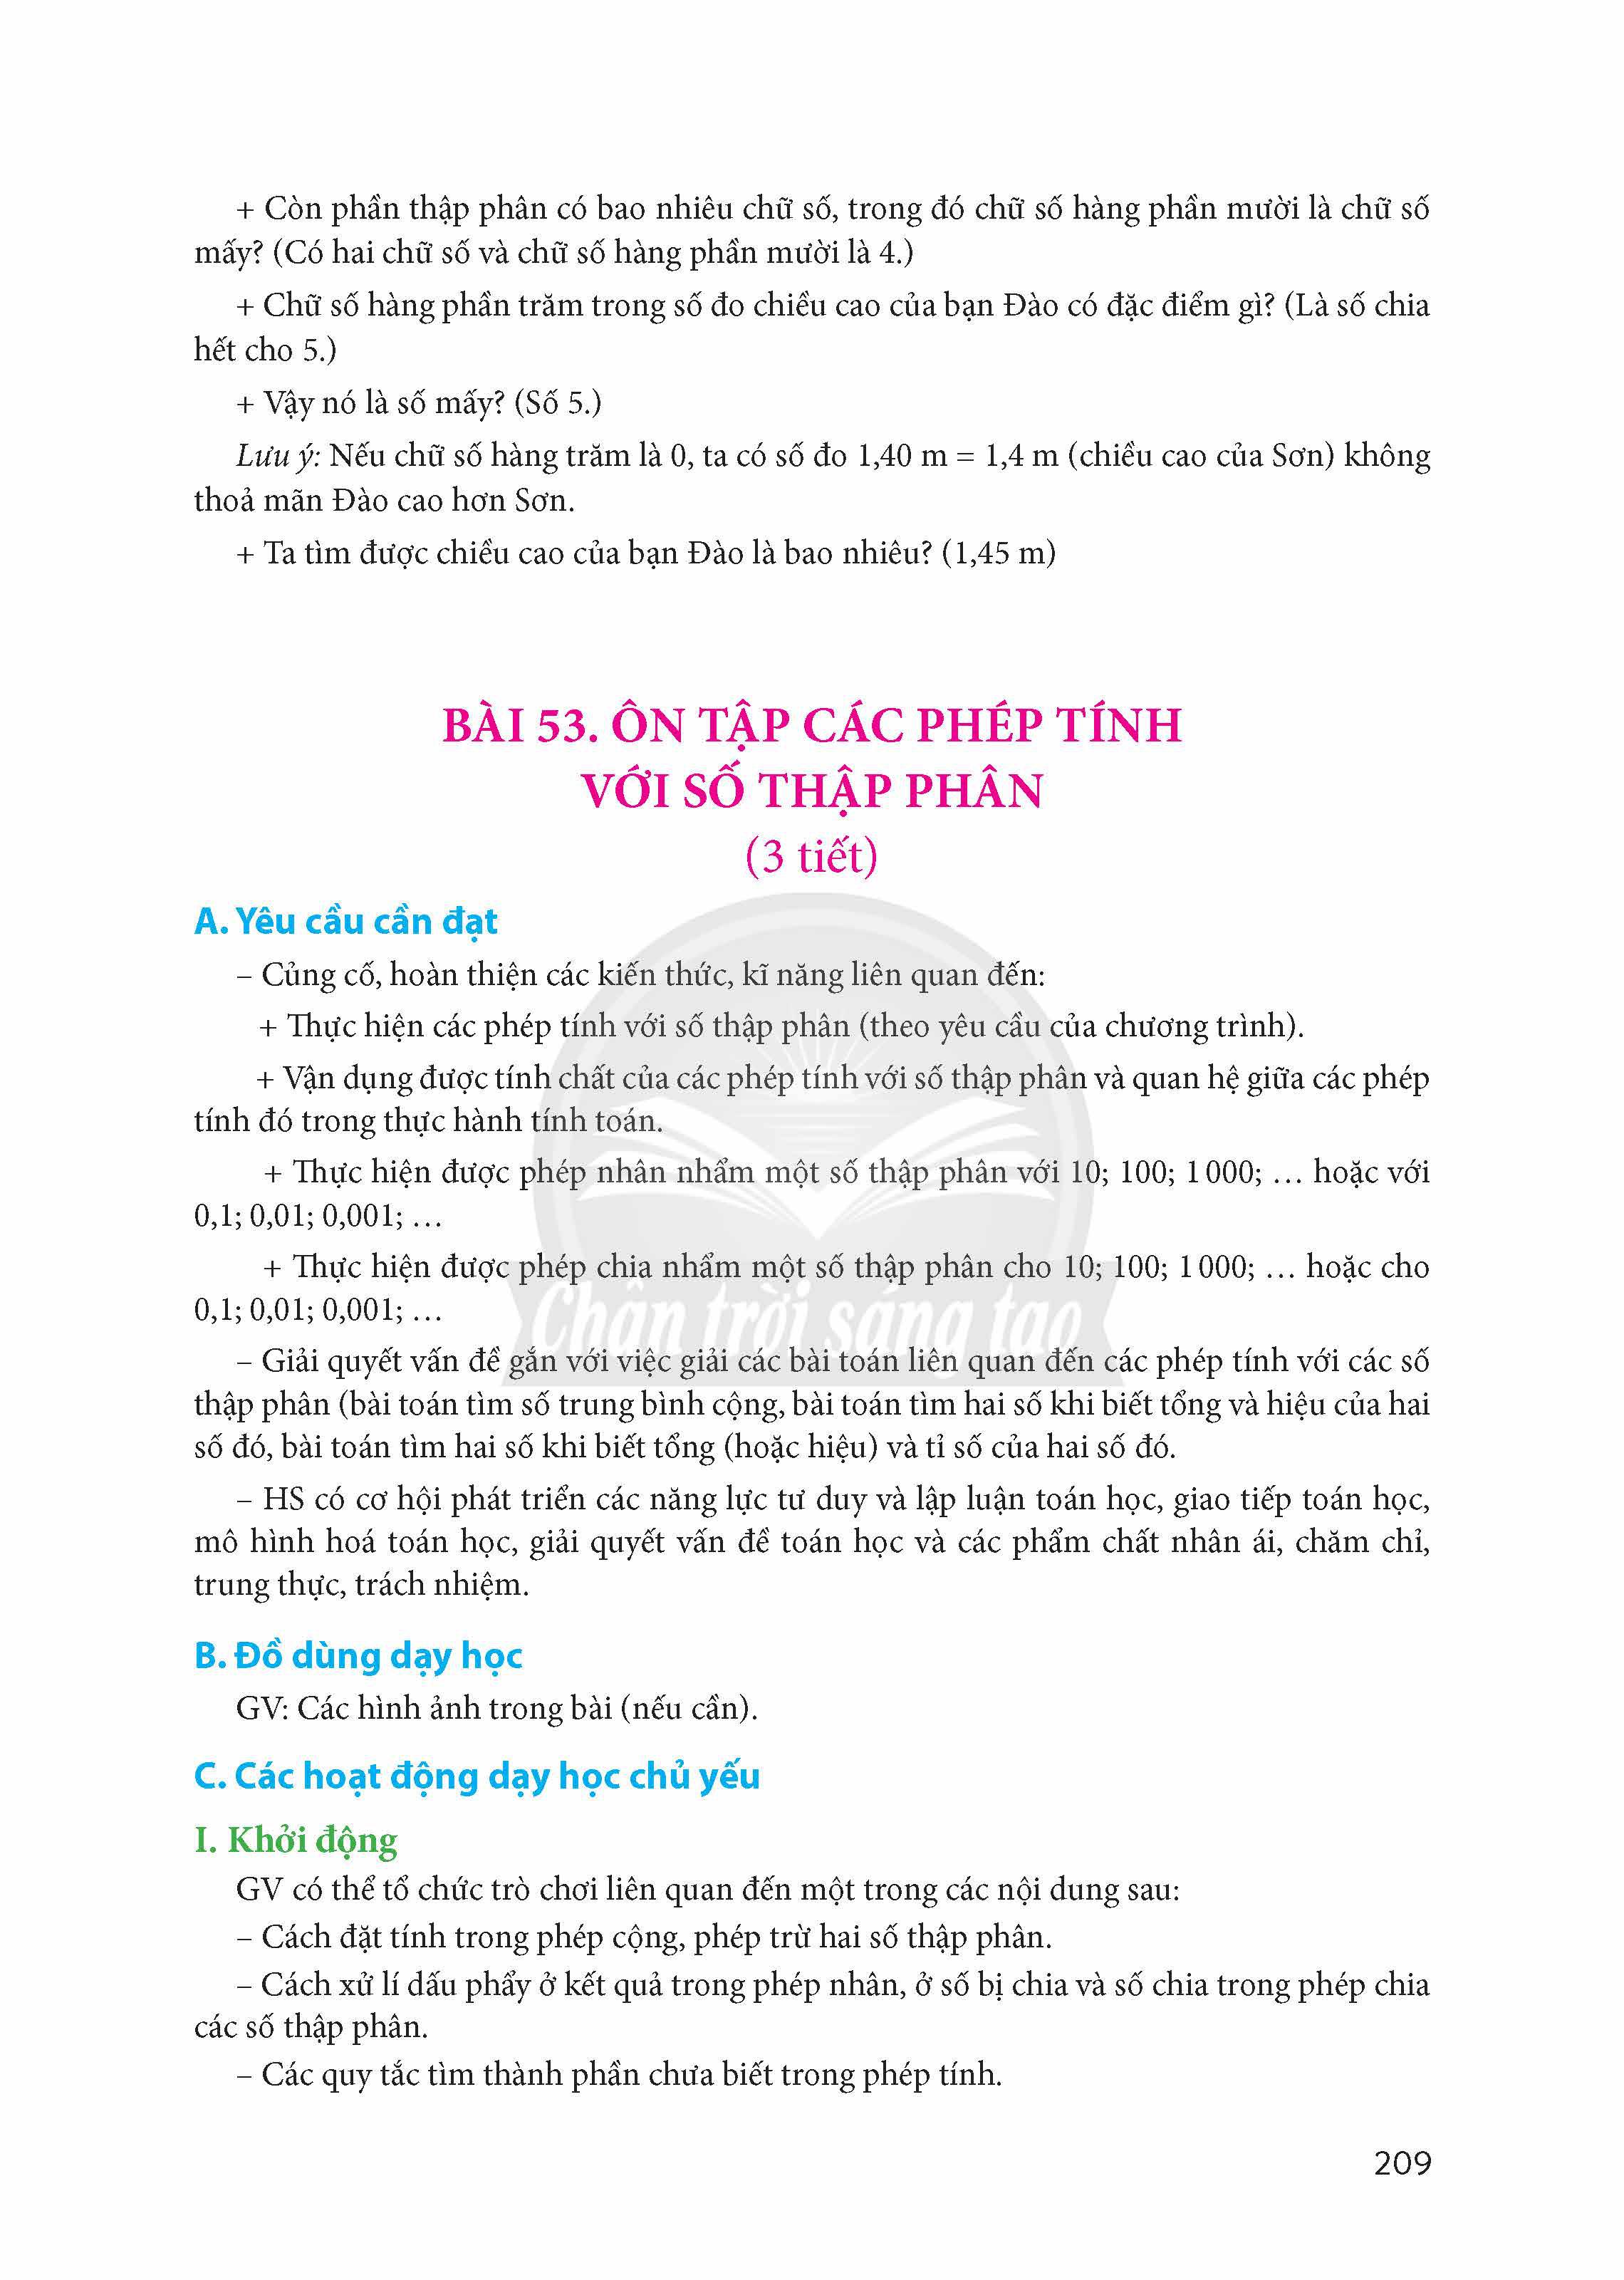 + Còn phần thập phân có bao nhiêu chữ số, trong đó chữ số hàng phần mười là chữ số
mấy? (Có hai chữ số và chữ số hàng phần mười là 4.)
+ Chữ số hàng phần trăm trong số đo chiều cao của bạn Đào có đặc điểm gì? (Là số chia
hết cho 5.)
+ Vậy nó là số mấy? (Số 5.)
Lưu ý: Nếu chữ số hàng trăm là 0, ta có số đo 1,40 m = 1,4 m (chiều cao của Sơn) không
thoả mãn Đào cao hơn Sơn.
+ Ta tìm được chiều cao của bạn Đào là bao nhiêu? (1,45 m)
BÀI 53. ÔN TẬP CÁC PHÉP TÍNH
VỚI SỐ THẬP PHÂN
(3 tiết)
A. Yêu cầu cần đạt
– Củng cố, hoàn thiện các kiến thức, kĩ năng liên quan đến:
+ Thực hiện các phép tính với số thập phân (theo yêu cầu của chương trình).
+ Vận dụng được tính chất của các phép tính với số thập phân và quan hệ giữa các phép
tính đó trong thực hành tính toán.
+ Thực hiện được phép nhân nhẩm một số thập phân với 10; 100; 1 000; … hoặc với
0,1; 0,01; 0,001; …
+ Thực hiện được phép chia nhẩm một số thập phân cho 10; 100; 1 000; … hoặc cho
0,1; 0,01; 0,001; …
Chân trời sáng tạo
– Giải quyết vấn đề gắn với việc giải các bài toán liên quan đến các phép tính với các số
thập phân (bài toán tìm số trung bình cộng, bài toán tìm hai số khi biết tổng và hiệu của hai
số đó, bài toán tìm hai số khi biết tổng (hoặc hiệu) và tỉ số của hai số đó.
– HS có cơ hội phát triển các năng lực tư duy và lập luận toán học, giao tiếp toán học,
mô hình hoá toán học, giải quyết vấn đề toán học và các phẩm chất nhân ái, chăm chỉ,
trung thực, trách nhiệm.
B. Đồ dùng dạy học
GV: Các hình ảnh trong bài (nếu cần).
C. Các hoạt động dạy học chủ yếu
I. Khởi động
GV có thể tổ chức trò chơi liên quan đến một trong các nội dung sau:
– Cách đặt tính trong phép cộng, phép trừ hai số thập phân.
– Cách xử lí dấu phẩy ở kết quả trong phép nhân, ở số bị chia và số chia trong phép chia
các số thập phân.
– Các quy tắc tìm thành phần chưa biết trong phép tính.
209